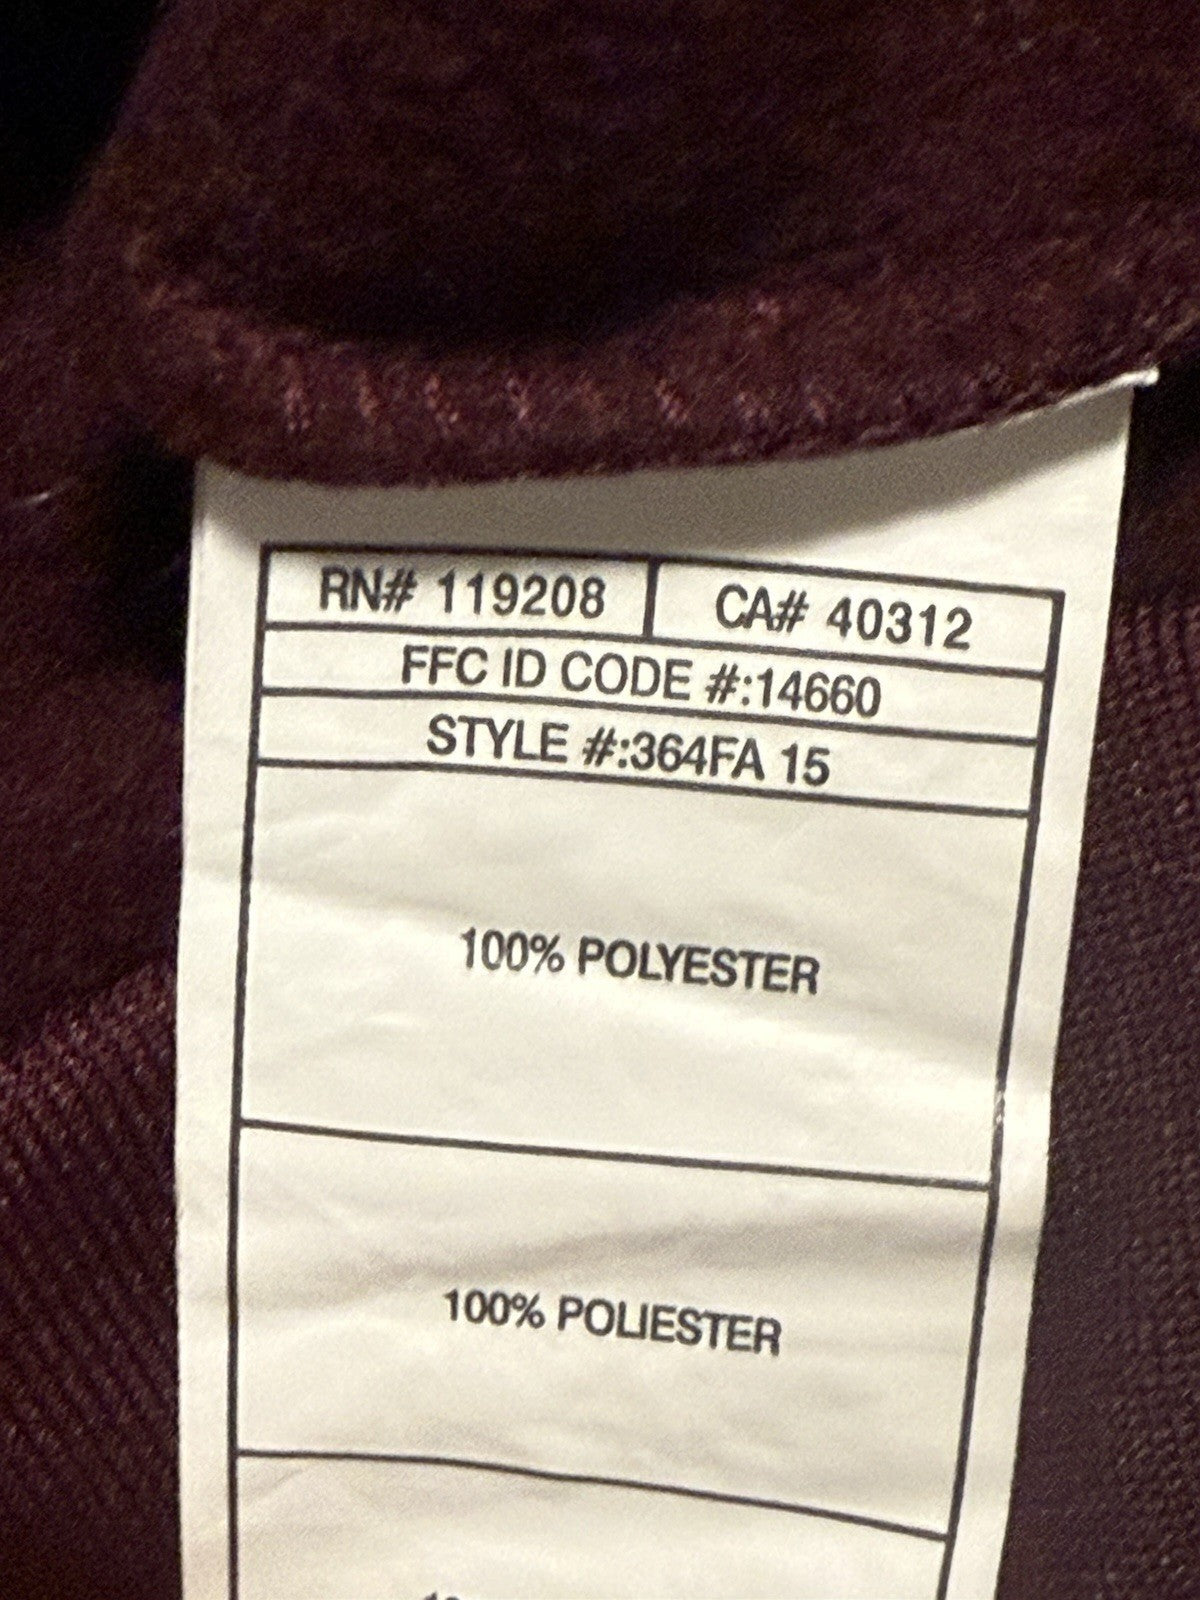 RN# 119208 CA# 40312
FFC ID CODE #:14660
STYLE #:364FA 15
100% POLYESTER
100% POLIESTER